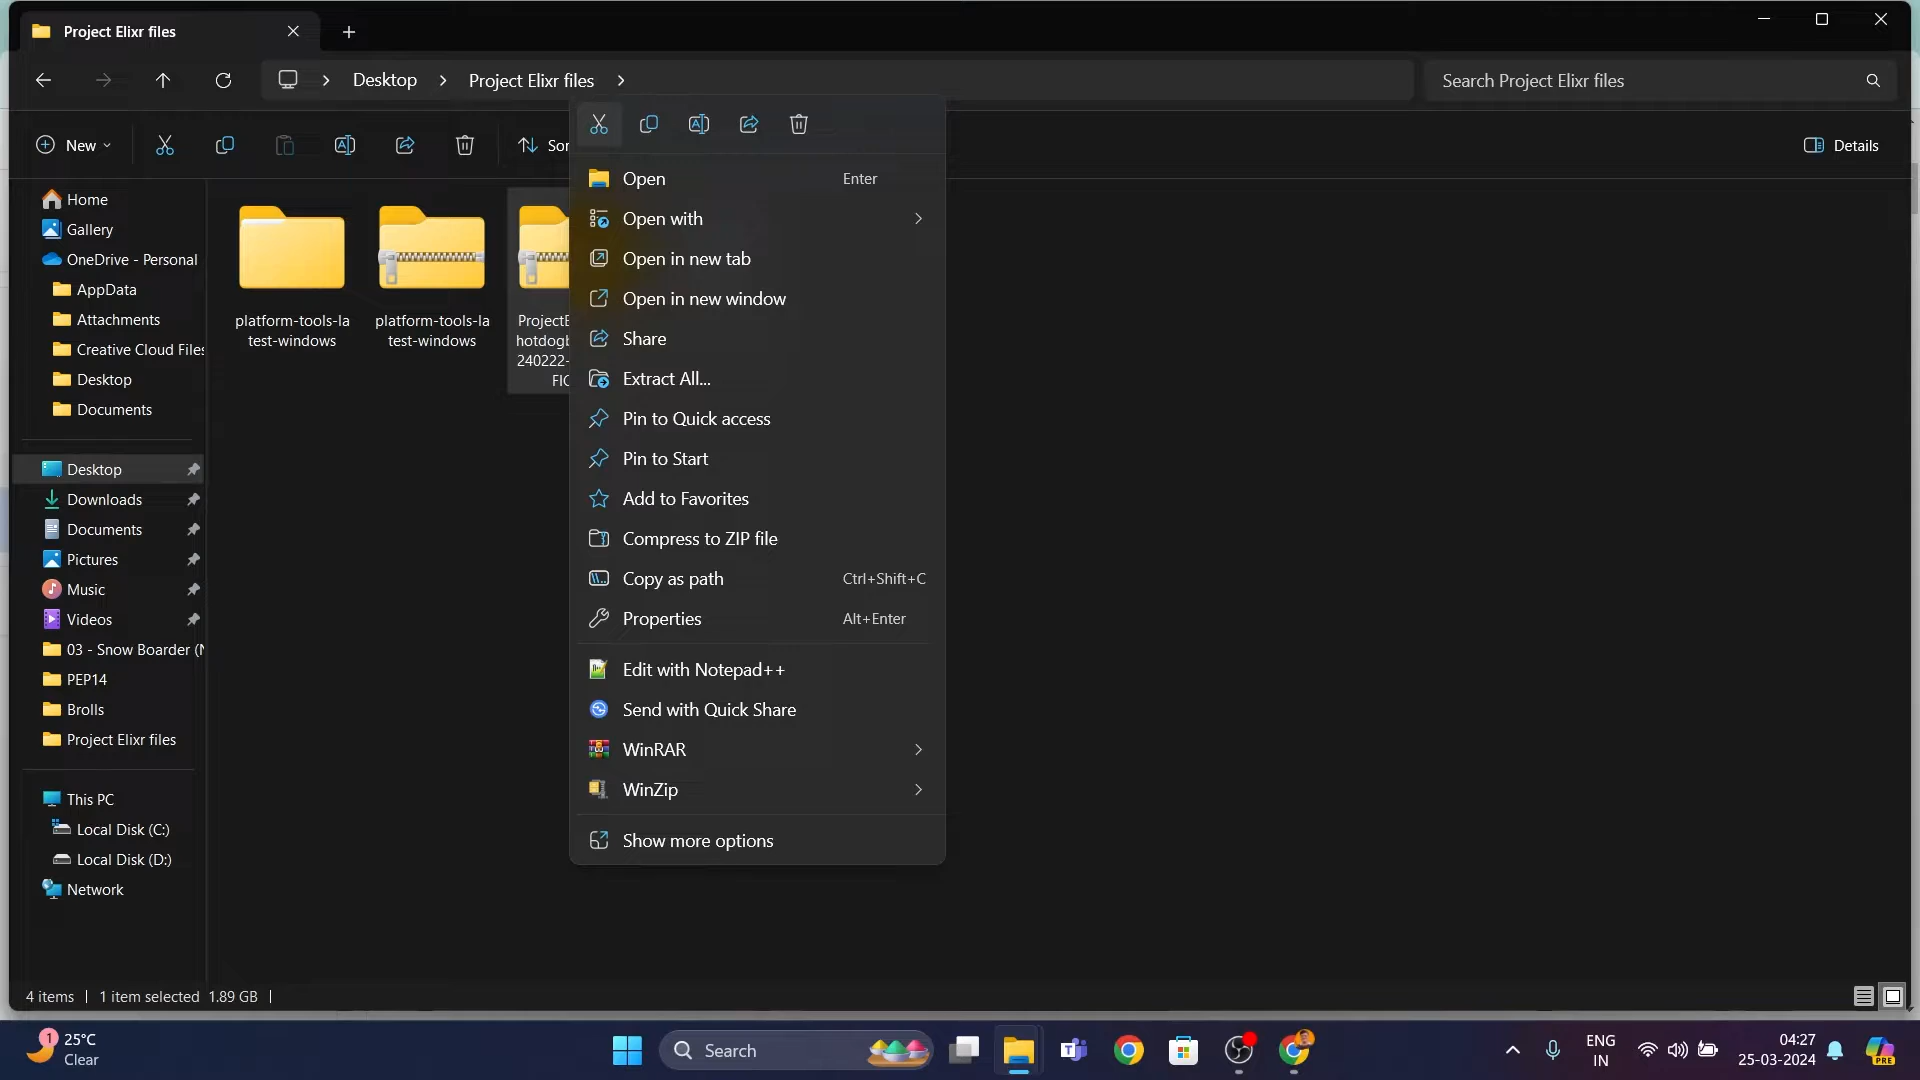 Project Elixr files
Desktop
Project Elixr files
Search Project Elixr files
New
Sor
Details
Home
Gallery
OneDrive - Personal
AppData
Attachments
Creative Cloud Files
Desktop
Documents
Desktop
Downloads
Documents
Pictures
Music
Videos
03 - Snow Boarder (N
PEP14
Brolls
Project Elixr files
This PC
Local Disk (C:)
Local Disk (D:)
Network
platform-tools-la
test-windows
platform-tools-la
test-windows
ProjectE
hotdogb
240222-
FIC
Open Enter
Open with
Open in new tab
Open in new window
Share
Extract All...
Pin to Quick access
Pin to Start
Add to Favorites
Compress to ZIP file
Copy as path Ctrl+Shift+C
Properties Alt+Enter
Edit with Notepad++
Send with Quick Share
WinRAR
WinZip
Show more options
4 items 1 item selected 1.89 GB
1
25°C
Clear
Search
ENG
IN
04:27
25-03-2024
PRE